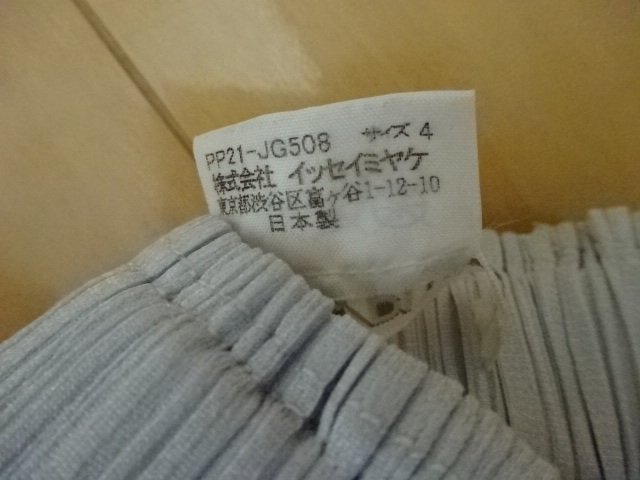 PP21-JG508 サイズ 4
株式会社 イッセイミヤケ
東京都渋谷区富ヶ谷1-12-10
日本製